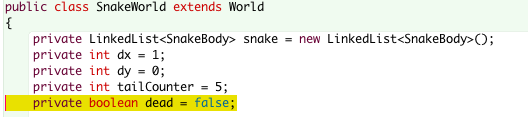 public class SnakeWorld extends World
{
private LinkedList<SnakeBody> snake = new LinkedList<SnakeBody>();
private int dx = 1;
private int dy = 0;
private int tailCounter = 5;
private boolean dead = false;